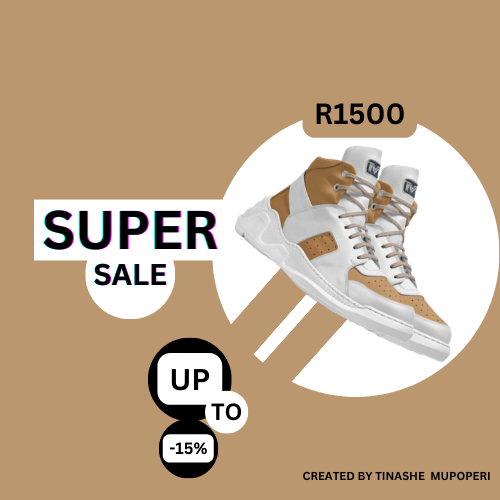 R1500
SUPER
SALE
UP
TO
-15%
CREATED BY TINASHE MUPOPERI